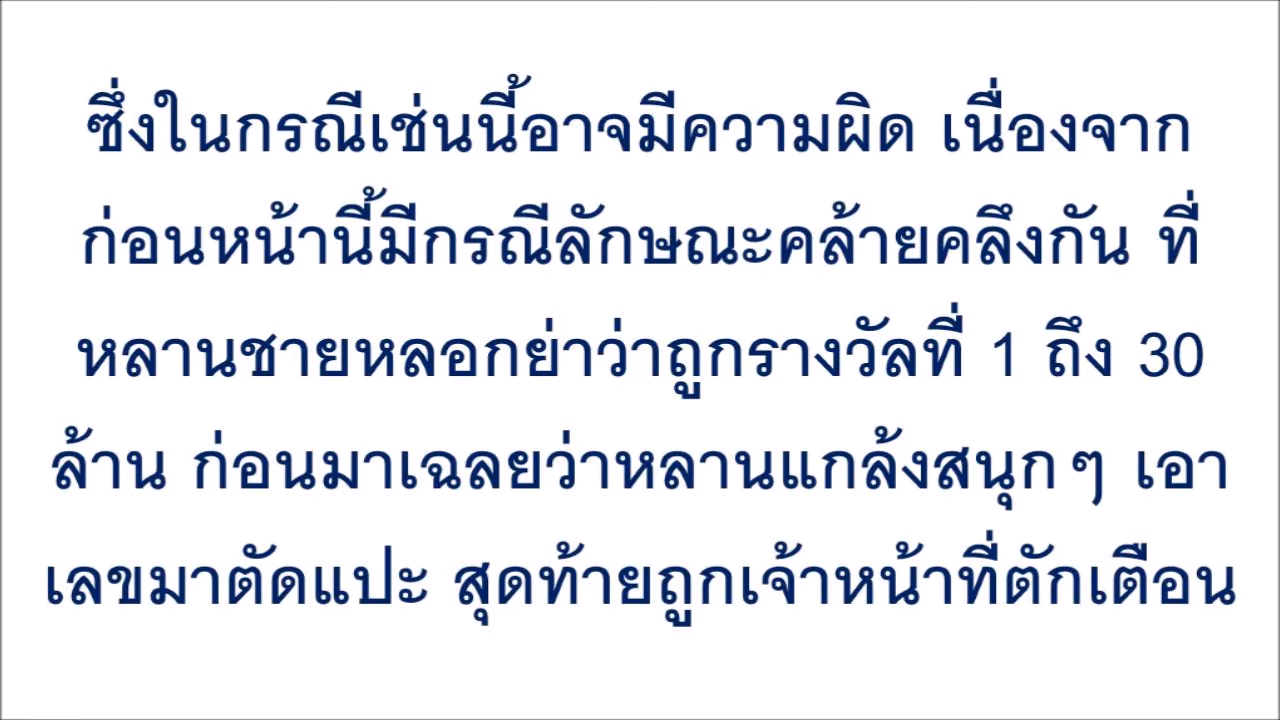 ซึ่งในกรณีเช่นนี้อาจมีความผิด เนื่องจาก
ก่อนหน้านี้มีกรณีลักษณะคล้ายคลึงกัน ที่
หลานชายหลอกย่าว่าถูกรางวัลที่ 1 ถึง 30
ล้าน ก่อนมาเฉลยว่าหลานแกล้งสนุกๆ เอา
เลขมาตัดแปะ สุดท้ายถูกเจ้าหน้าที่ตักเตือน